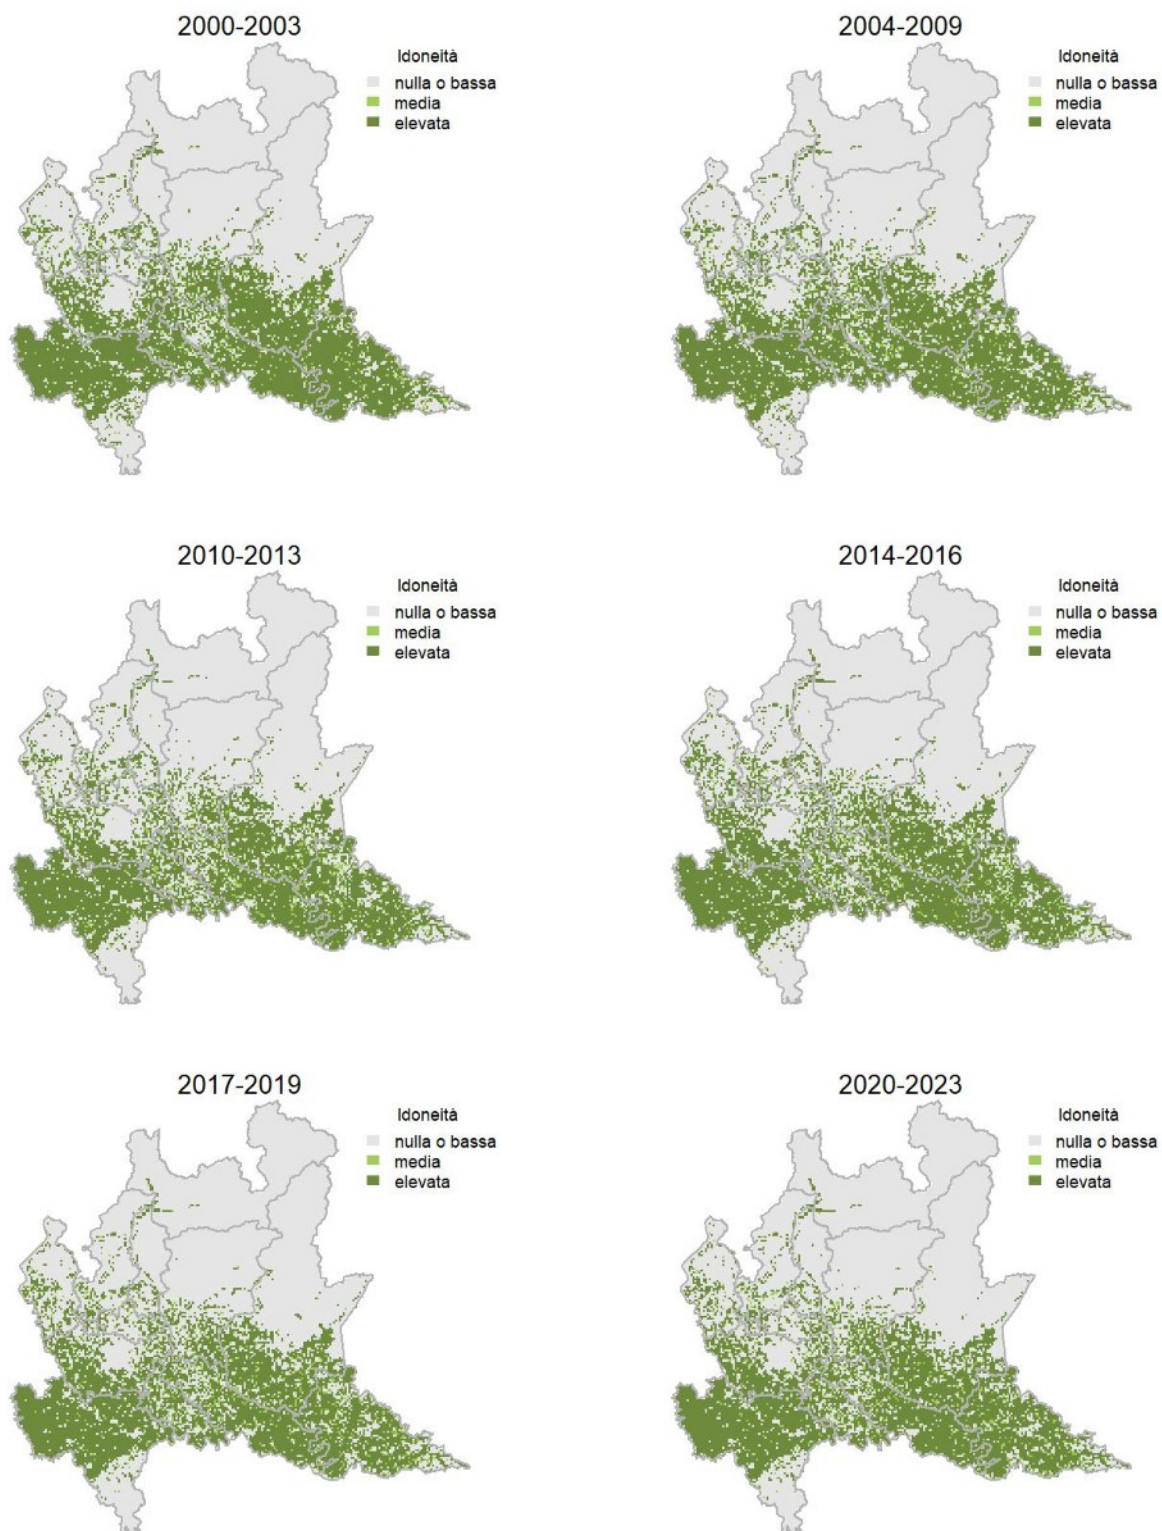 2000-2003
Idoneità
nulla o bassa
media
elevata
2004-2009
Idoneità
nulla o bassa
media
elevata
2010-2013
Idoneità
nulla o bassa
media
elevata
2014-2016
Idoneità
nulla o bassa
media
elevata
2017-2019
Idoneità
nulla o bassa
media
elevata
2020-2023
Idoneità
nulla o bassa
media
elevata